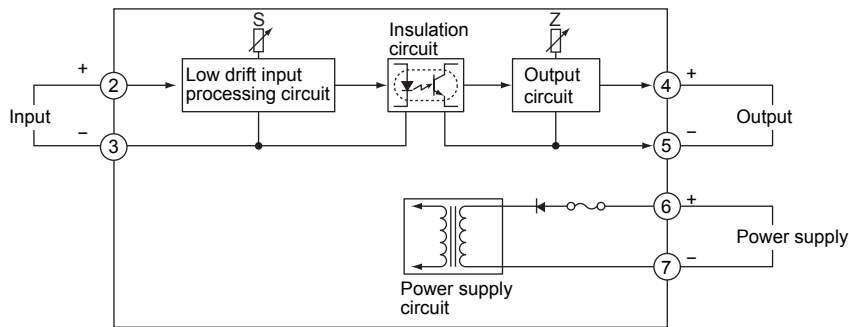 S
Z
Insulation
circuit
+
2
Low drift input
processing circuit
Output
circuit
4
+
Input
Output
−
3
5
−
6
+
Power supply
7
−
Power supply
circuit